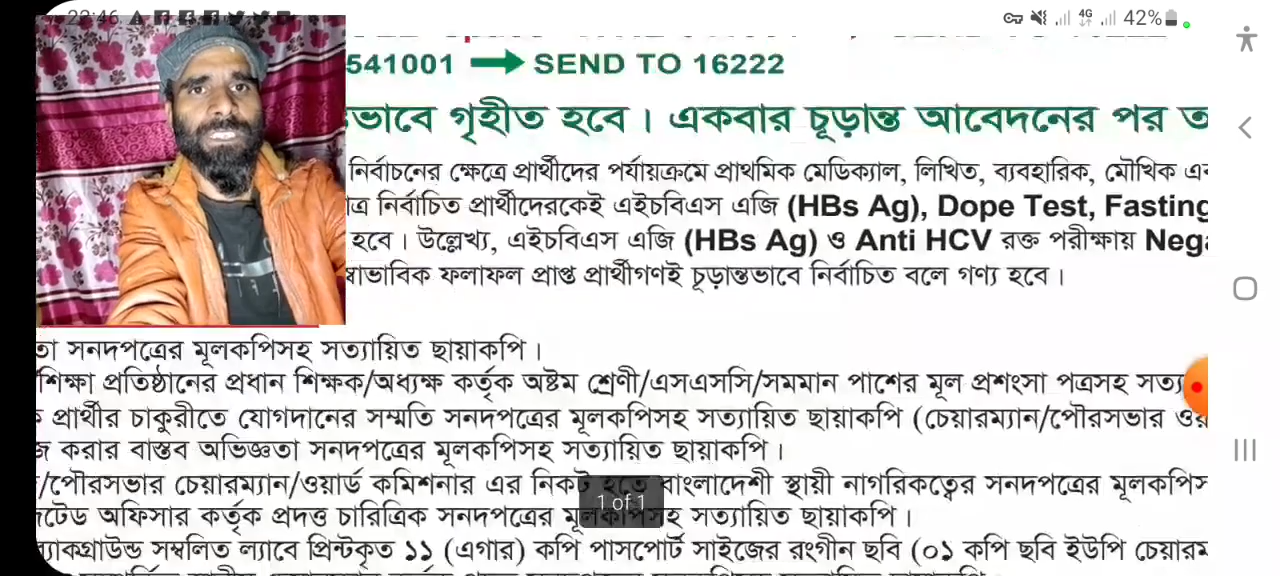 22:46
4G 42%
541001 SEND TO 16222
ভাবে গৃহীত হবে। একবার চূড়ান্ত আবেদনের পর
নির্বাচনের ক্ষেত্রে প্রার্থীদের পর্যায়ক্রমে প্রাথমিক মেডিক্যাল, লিখিত, ব্যবহারিক, মৌখিক
নির্বাচিত প্রার্থীদেরকেই এইচবিএস এজি (HBs Ag), Dope Test, Fasting
হবে। উল্লেখ্য, এইচবিএস এজি (HBs Ag) ও Anti HCV রক্ত পরীক্ষায়
ফলাফল প্রাপ্ত প্রার্থীগণই চূড়ান্তভাবে নির্বাচিত বলে গণ্য হবে।
সনদপত্রের মূলকপিসহ সত্যায়িত ছায়াকপি।
শিক্ষা প্রতিষ্ঠানের প্রধান শিক্ষক/অধ্যক্ষ কর্তৃক অষ্টম শ্রেণী/এসএসসি/সমমান পাশের মূল প্রশংসা পত্রসহ
প্রার্থীর চাকুরীতে যোগদানের সম্মতি সনদপত্রের মূলকপিসহ সত্যায়িত ছায়াকপি (চেয়ারম্যান/পৌরসভার
করার বাস্তব অভিজ্ঞতা সনদপত্রের মূলকপিসহ সত্যায়িত ছায়াকপি।
/পৌরসভার চেয়ারম্যান/ওয়ার্ড কমিশনার এর নিকট হতে বাংলাদেশী স্থায়ী নাগরিকত্বের সনদপত্রের
1 of 1
অফিসার কর্তৃক প্রদত্ত চারিত্রিক সনদপত্রের মূলকপিসহ সত্যায়িত ছায়াকপি।
সম্বলিত ল্যাবে প্রিন্টকৃত ১১ (এগার) কপি পাসপোর্ট সাইজের রংগীন ছবি (০১ কপি ছবি ইউপি